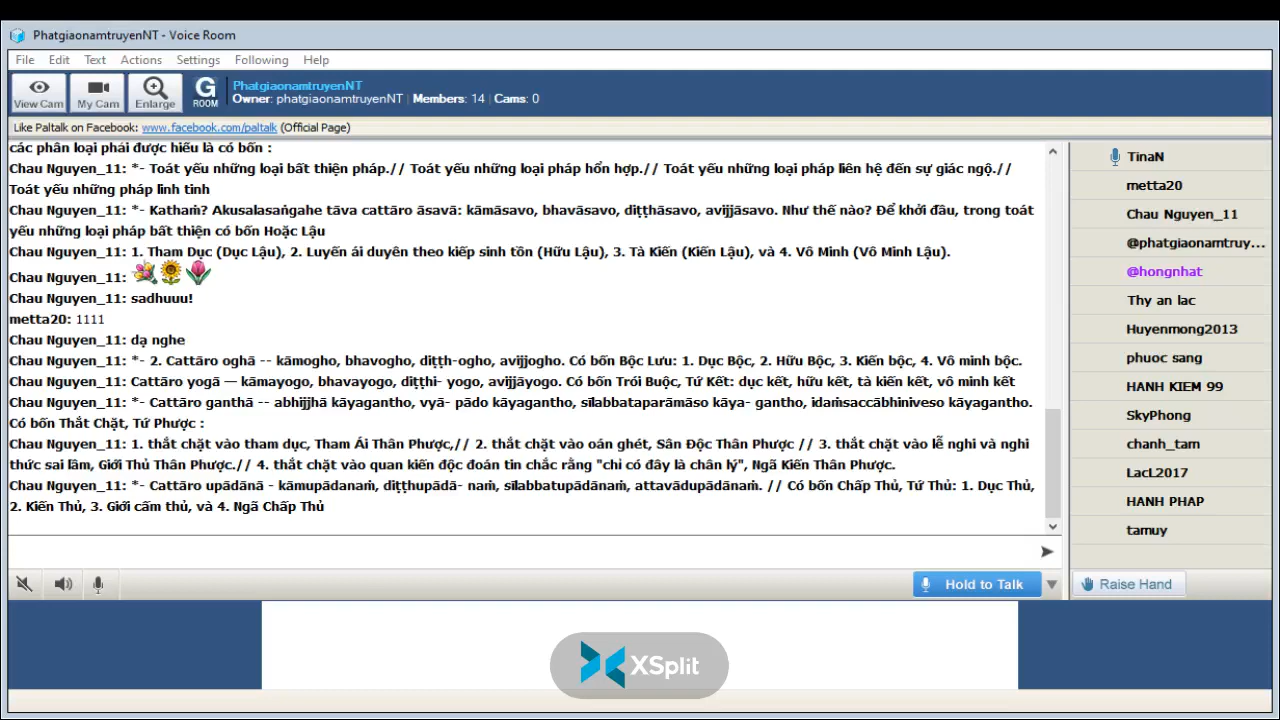 PhatgiaonamtruyenNT - Voice Room
File Edit Text Actions Settings Following Help
View Cam My Cam Enlarge G ROOM
PhatgiaonamtruyenNT
Owner: phatgiaonamtruyenNT | Members: 14 | Cams: 0
Like Paltalk on Facebook: www.facebook.com/paltalk (Official Page)
các phân loại phái được hiểu là có bốn :
Chau Nguyen_11: *- Toát yếu những loại bất thiện pháp.// Toát yếu những loại pháp hổn hợp.// Toát yếu những loại pháp liên hệ đến sự giác ngộ.//
Toát yếu những pháp linh tinh
Chau Nguyen_11: *- Kathaṁ? Akusalasaṅgahe tāva cattāro āsavā: kāmāsavo, bhavāsavo, diṭṭhāsavo, avijjāsavo. Như thế nào? Để khởi đầu, trong toát
yếu những loại pháp bất thiện có bốn Hoặc Lậu
Chau Nguyen_11: 1. Tham Dục (Dục Lậu), 2. Luyến ái duyên theo kiếp sinh tồn (Hữu Lậu), 3. Tà Kiến (Kiến Lậu), và 4. Vô Minh (Vô Minh Lậu).
Chau Nguyen_11:
Chau Nguyen_11: sadhuuu!
metta20: 1111
Chau Nguyen_11: dạ nghe
Chau Nguyen_11: *- 2. Cattāro oghā -- kāmogho, bhavogho, diṭṭh-ogho, avijjogho. Có bốn Bộc Lưu: 1. Dục Bộc, 2. Hữu Bộc, 3. Kiến bộc, 4. Vô minh bộc.
Chau Nguyen_11: Cattāro yogā — kāmayogo, bhavayogo, diṭṭhi- yogo, avijjāyogo. Có bốn Trói Buộc, Tứ Kết: dục kết, hữu kết, tà kiến kết, vô minh kết
Chau Nguyen_11: *- Cattāro ganthā -- abhijjhā kāyagantho, vyā- pādo kāyagantho, sīlabbataparāmāso kāya- gantho, idaṁsaccābhiniveso kāyagantho.
Có bốn Thắt Chặt, Tứ Phược :
Chau Nguyen_11: 1. thắt chặt vào tham dục, Tham Ái Thân Phược,// 2. thắt chặt vào oán ghét, Sân Độc Thân Phược // 3. thắt chặt vào lễ nghi và nghi
thức sai lầm, Giới Thủ Thân Phược.// 4. thắt chặt vào quan kiến độc đoán tin chắc rằng "chỉ có đây là chân lý", Ngã Kiến Thân Phược.
Chau Nguyen_11: *- Cattāro upādānā - kāmupādanaṁ, diṭṭhupādā- naṁ, sīlabbatupādānaṁ, attavādupādānaṁ. // Có bốn Chấp Thủ, Tứ Thủ: 1. Dục Thủ,
2. Kiến Thủ, 3. Giới cấm thủ, và 4. Ngã Chấp Thủ
TinaN
metta20
Chau Nguyen_11
@phatgiaonamtruy...
@hongnhat
Thy an lac
Huyenmong2013
phuoc sang
HANH KIEM 99
SkyPhong
chanh_tam
LacL2017
HANH PHAP
tamuy
Hold to Talk
Raise Hand
XSplit